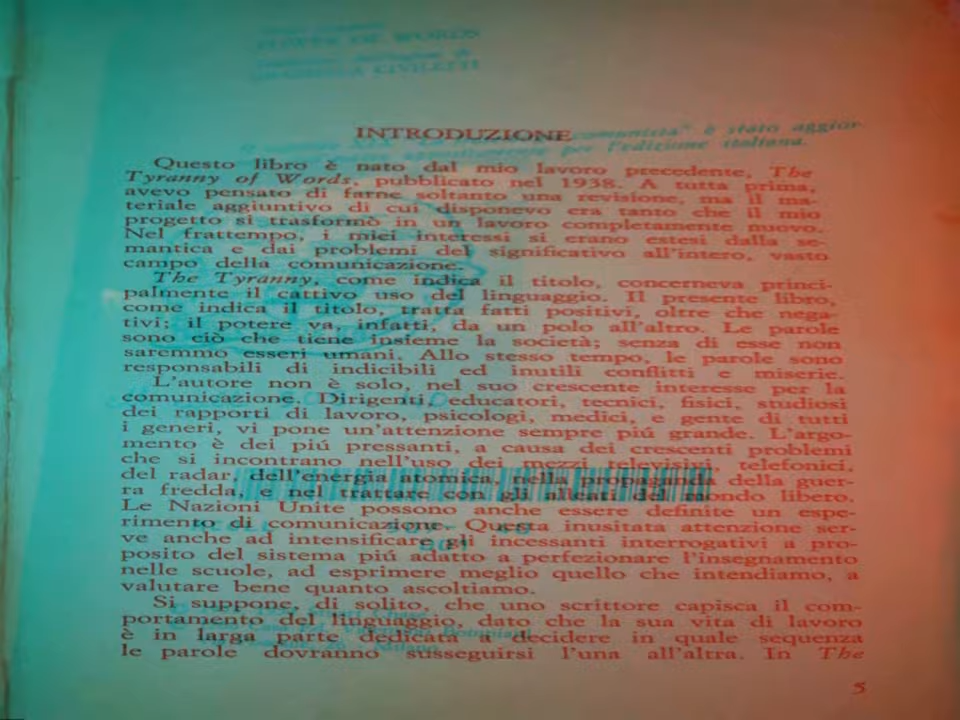 POWER OF WORDS
CIVILETTI
INTRODUZIONE
comunista" è stato aggior-
per l'edizione italiana.
Questo libro è nato dal mio lavoro precedente, The
Tyranny of Words, pubblicato nel 1938. A tutta prima,
avevo pensato di farne soltanto una revisione, ma il ma-
teriale aggiuntivo di cui disponevo era tanto che il mio
progetto si trasformò in un lavoro completamente nuovo.
Nel frattempo, i miei interessi si erano estesi dalla se-
mantica e dai problemi del significativo all'intero, vasto
campo della comunicazione.
The Tyranny, come indica il titolo, concerneva princi-
palmente il cattivo uso del linguaggio. Il presente libro,
come indica il titolo, tratta fatti positivi, oltre che nega-
tivi; il potere va, infatti, da un polo all'altro. Le parole
sono ciò che tiene insieme la società; senza di esse non
saremmo esseri umani. Allo stesso tempo, le parole sono
responsabili di indicibili ed inutili conflitti e miserie.
L'autore non è solo, nel suo crescente interesse per la
comunicazione. Dirigenti, educatori, tecnici, fisici, studiosi
dei rapporti di lavoro, psicologi, medici, e gente di tutti
i generi, vi pone un'attenzione sempre piú grande. L'argo-
mento è dei piú pressanti, a causa dei crescenti problemi
che si incontrano nell'uso dei mezzi televisivi, telefonici,
del radar, dell'energia atomica, nella propaganda della guer-
ra fredda, e nel trattare con gli alleati del mondo libero.
Le Nazioni Unite possono anche essere definite un espe-
rimento di comunicazione. Questa inusitata attenzione ser-
ve anche ad intensificare gli incessanti interrogativi a pro-
posito del sistema piú adatto a perfezionare l'insegnamento
nelle scuole, ad esprimere meglio quello che intendiamo, a
valutare bene quanto ascoltiamo.
Si suppone, di solito, che uno scrittore capisca il com-
portamento del linguaggio, dato che la sua vita di lavoro
è in larga parte dedicata a decidere in quale sequenza
le parole dovranno susseguirsi l'una all'altra. In The
5